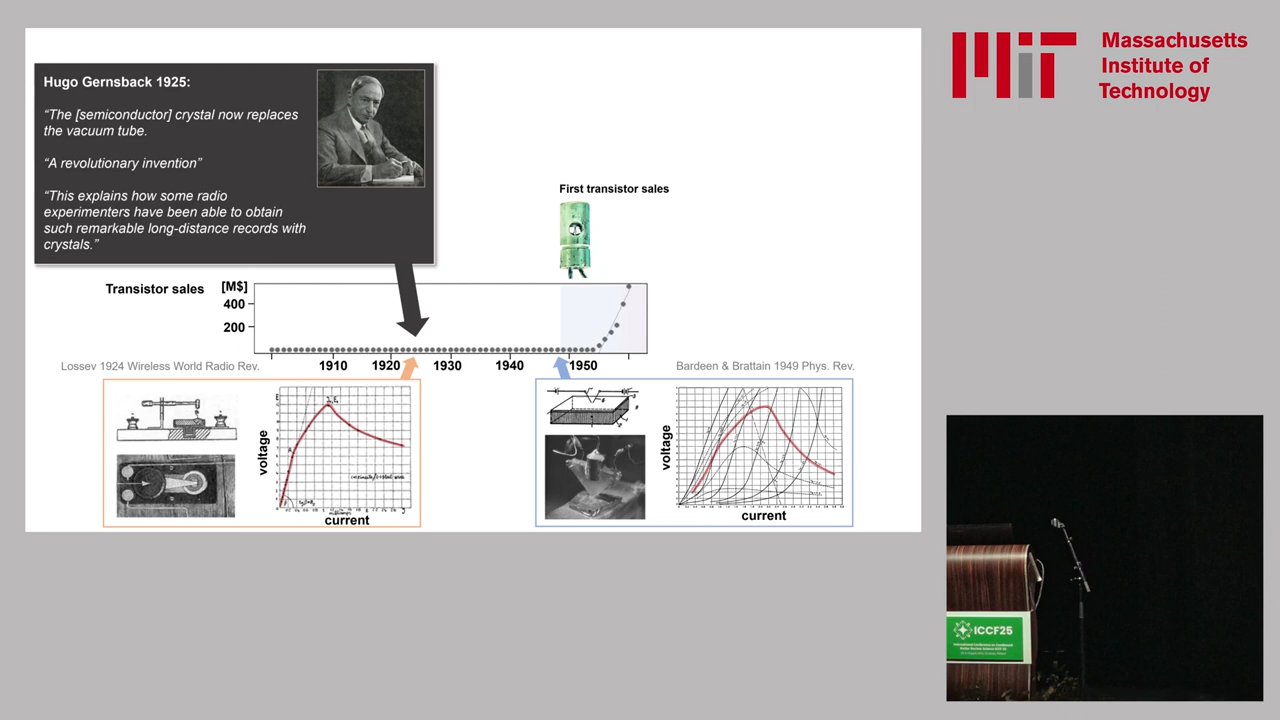 Massachusetts
Institute of
Technology
Hugo Gernsback 1925:
“The [semiconductor] crystal now replaces
the vacuum tube.
“A revolutionary invention”
“This explains how some radio
experimenters have been able to obtain
such remarkable long-distance records with
crystals.”
First transistor sales
Transistor sales
[M$]
400
200
1910
1920
1930
1940
1950
Lossev 1924 Wireless World Radio Rev.
Bardeen & Brattain 1949 Phys. Rev.
voltage
current
voltage
current
ICCF25